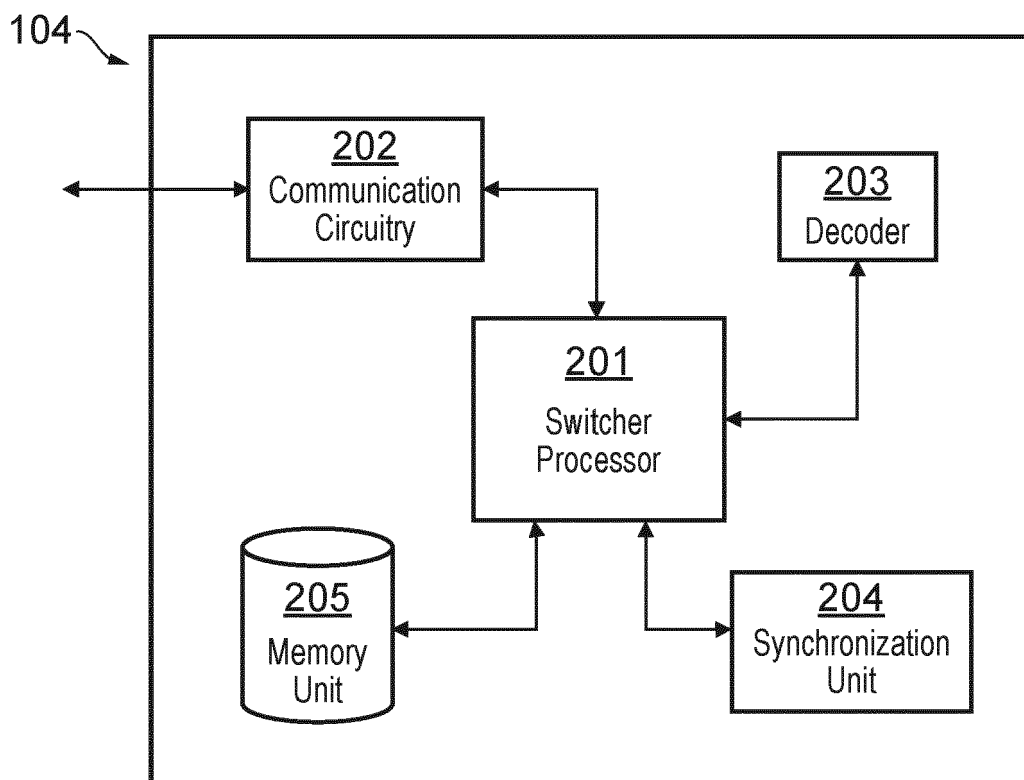 104
202
Communication
Circuitry
203
Decoder
201
Switcher
Processor
205
Memory
Unit
204
Synchronization
Unit